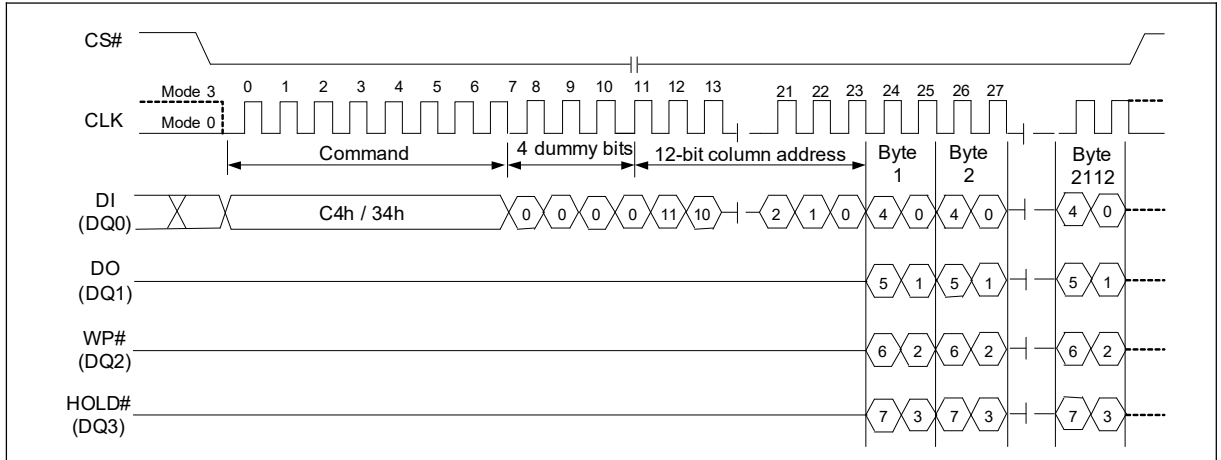 CS#
Mode 3 0 1 2 3 4 5 6 7 8 9 10 11 12 13 21 22 23 24 25 26 27
CLK Mode 0
Command 4 dummy bits 12-bit column address Byte 1 Byte 2 Byte 2112
DI (DQ0) C4h / 34h 0 0 0 0 11 10 2 1 0 4 0 4 0 4 0
DO (DQ1) 5 1 5 1 5 1
WP# (DQ2) 6 2 6 2 6 2
HOLD# (DQ3) 7 3 7 3 7 3